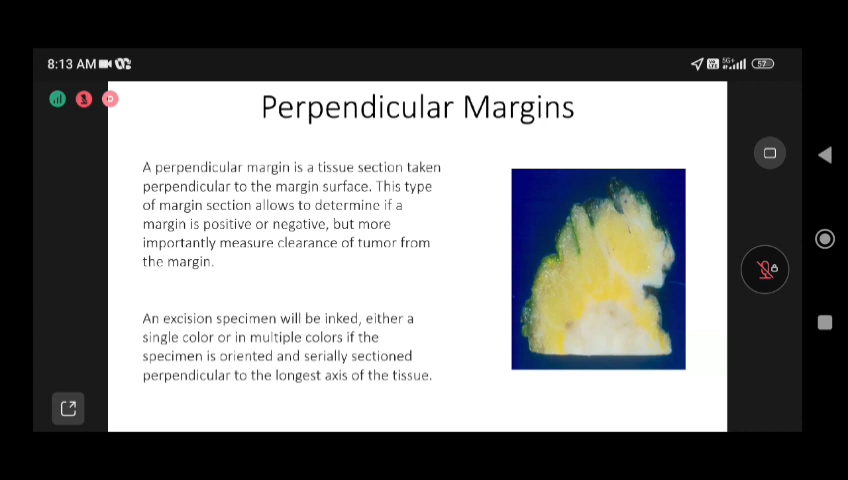 8:13 AM
5G+
57
Perpendicular Margins
A perpendicular margin is a tissue section taken
perpendicular to the margin surface. This type
of margin section allows to determine if a
margin is positive or negative, but more
importantly measure clearance of tumor from
the margin.
An excision specimen will be inked, either a
single color or in multiple colors if the
specimen is oriented and serially sectioned
perpendicular to the longest axis of the tissue.